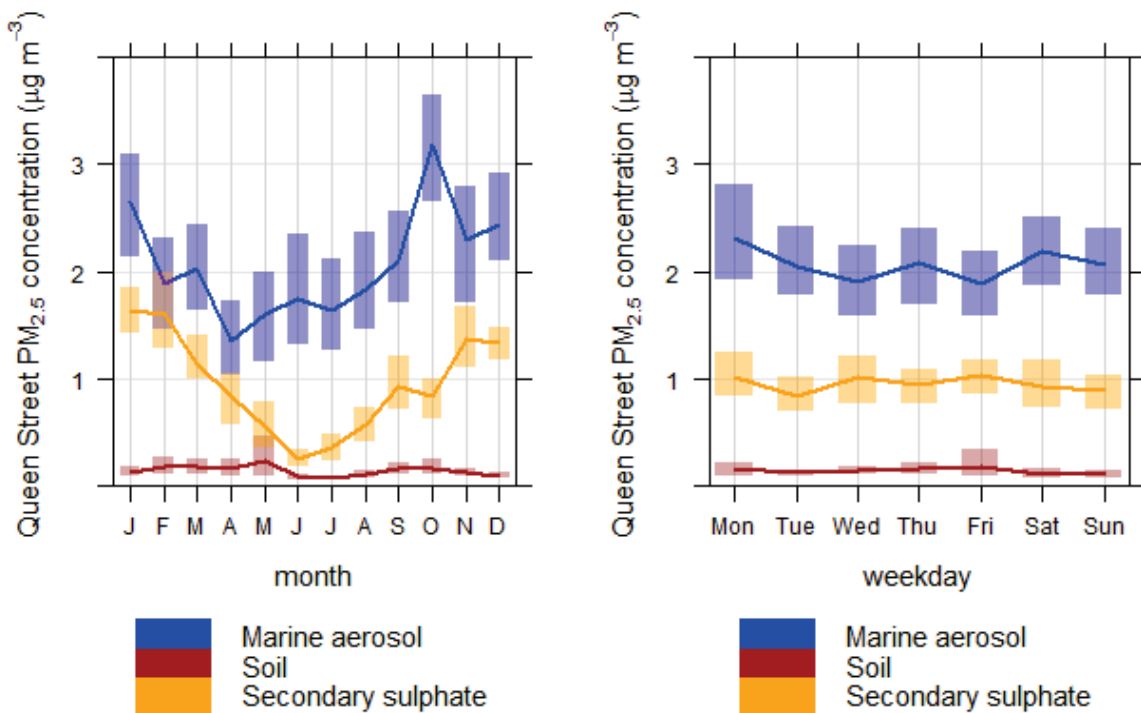 Queen Street PM2.5 concentration (µg m−3)
3
2
1
J F M A M J J A S O N D
month
Marine aerosol
Soil
Secondary sulphate
Queen Street PM2.5 concentration (µg m−3)
3
2
1
Mon Tue Wed Thu Fri Sat Sun
weekday
Marine aerosol
Soil
Secondary sulphate